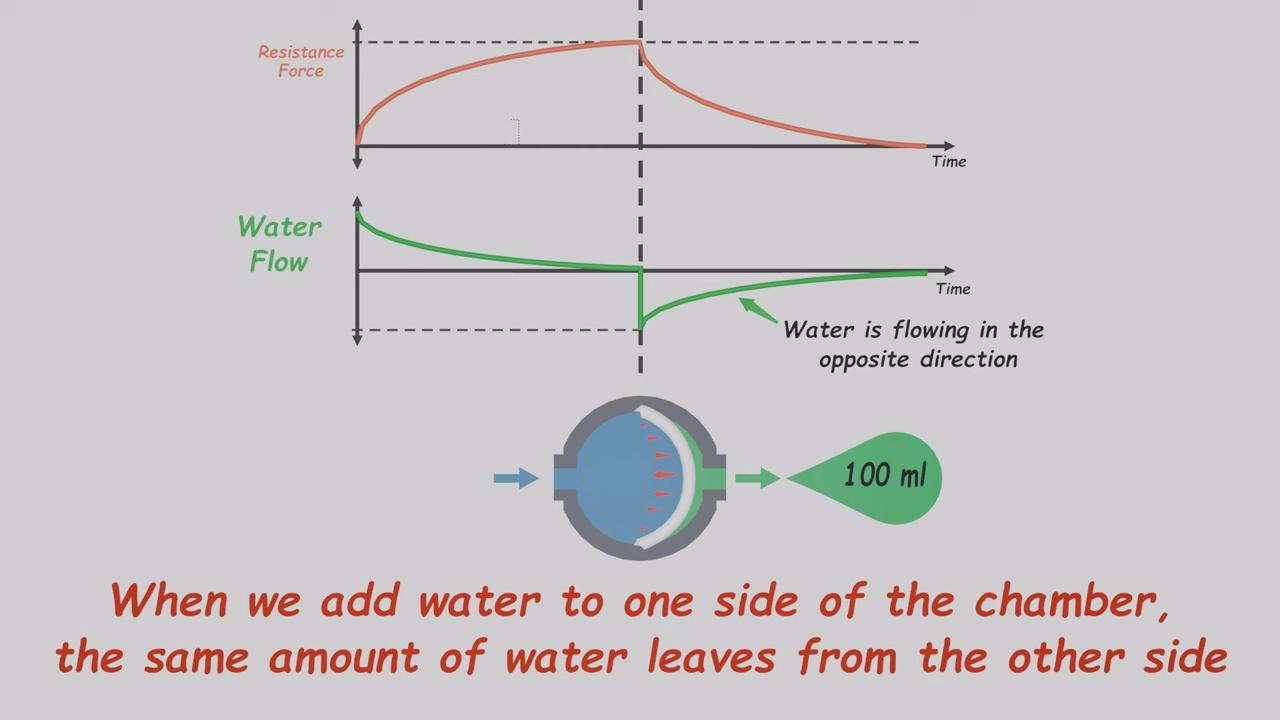 Resistance
Force
Time
Water
Flow
Time
Water is flowing in the
opposite direction
100 ml
When we add water to one side of the chamber,
the same amount of water leaves from the other side